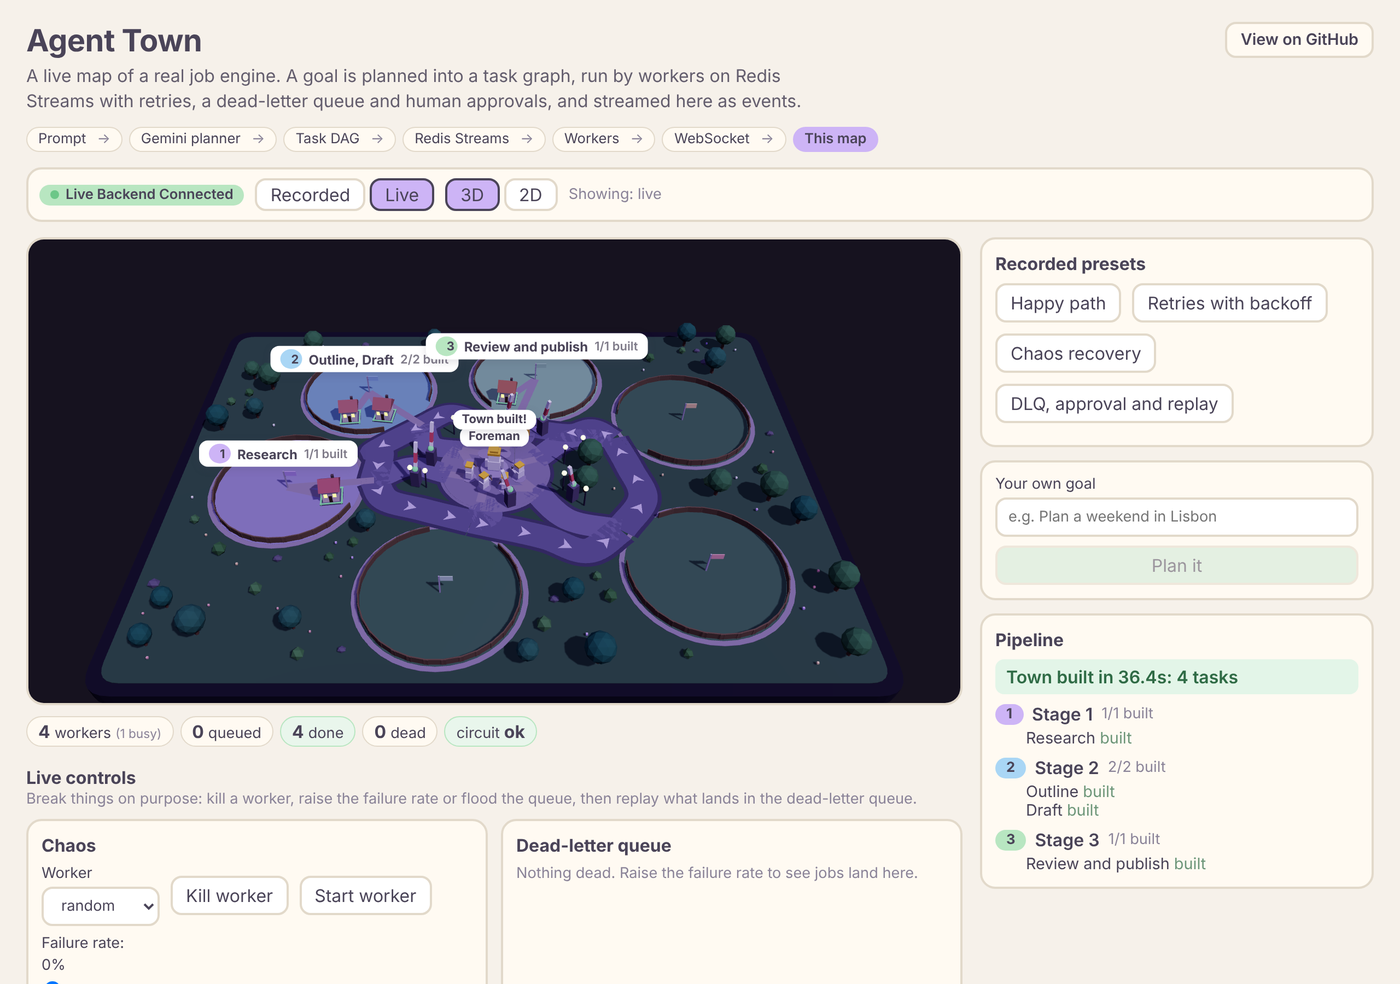 Agent Town
View on GitHub
A live map of a real job engine. A goal is planned into a task graph, run by workers on Redis
Streams with retries, a dead-letter queue and human approvals, and streamed here as events.
Prompt → Gemini planner → Task DAG → Redis Streams → Workers → WebSocket → This map
Live Backend Connected Recorded Live 3D 2D Showing: live
3 Review and publish 1/1 built
2 Outline, Draft 2/2 built
Town built!
Foreman
1 Research 1/1 built
4 workers (1 busy) 0 queued 4 done 0 dead circuit ok
Live controls
Break things on purpose: kill a worker, raise the failure rate or flood the queue, then replay what lands in the dead-letter queue.
Chaos
Worker
random Kill worker Start worker
Failure rate:
0%
Dead-letter queue
Nothing dead. Raise the failure rate to see jobs land here.
Recorded presets
Happy path Retries with backoff
Chaos recovery
DLQ, approval and replay
Your own goal
e.g. Plan a weekend in Lisbon
Plan it
Pipeline
Town built in 36.4s: 4 tasks
1 Stage 1 1/1 built
Research built
2 Stage 2 2/2 built
Outline built
Draft built
3 Stage 3 1/1 built
Review and publish built